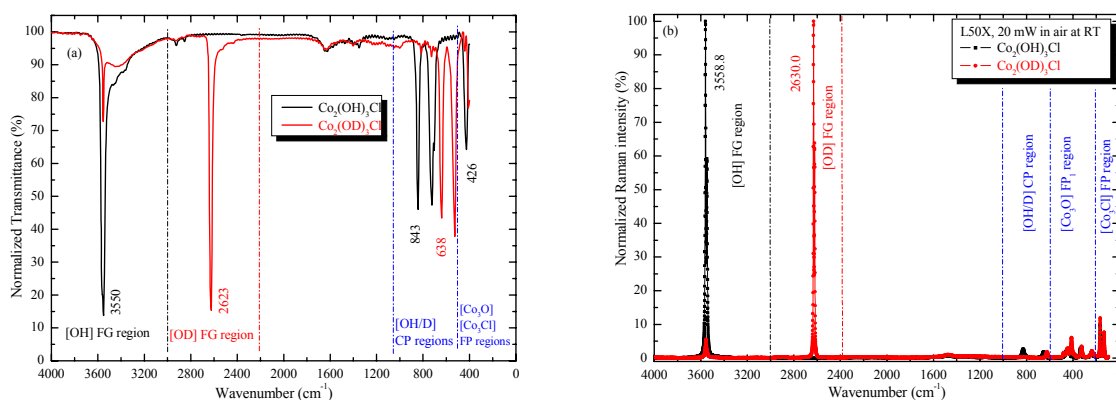 (a)
Co₂(OH)₃Cl
Co₂(OD)₃Cl
3550
2623
843
638
426
[OH] FG region
[OD] FG region
[OH/D]
CP regions
[Co₃O]
[Co₃Cl]
FP regions
100
90
80
70
60
50
40
30
20
10
0
4000 3600 3200 2800 2400 2000 1600 1200 800 400 0
Normalized Transmittance (%)
Wavenumber (cm⁻¹)
(b)
L50X, 20 mW in air at RT
Co₂(OH)₃Cl
Co₂(OD)₃Cl
3558.8
[OH] FG region
2630.0
[OD] FG region
[OH/D] CP region
[Co₃O] FP₁ region
[Co₃Cl] FP region
100
90
80
70
60
50
40
30
20
10
0
4000 3600 3200 2800 2400 2000 1600 1200 800 400 0
Normalized Raman intensity (%)
Wavenumber (cm⁻¹)